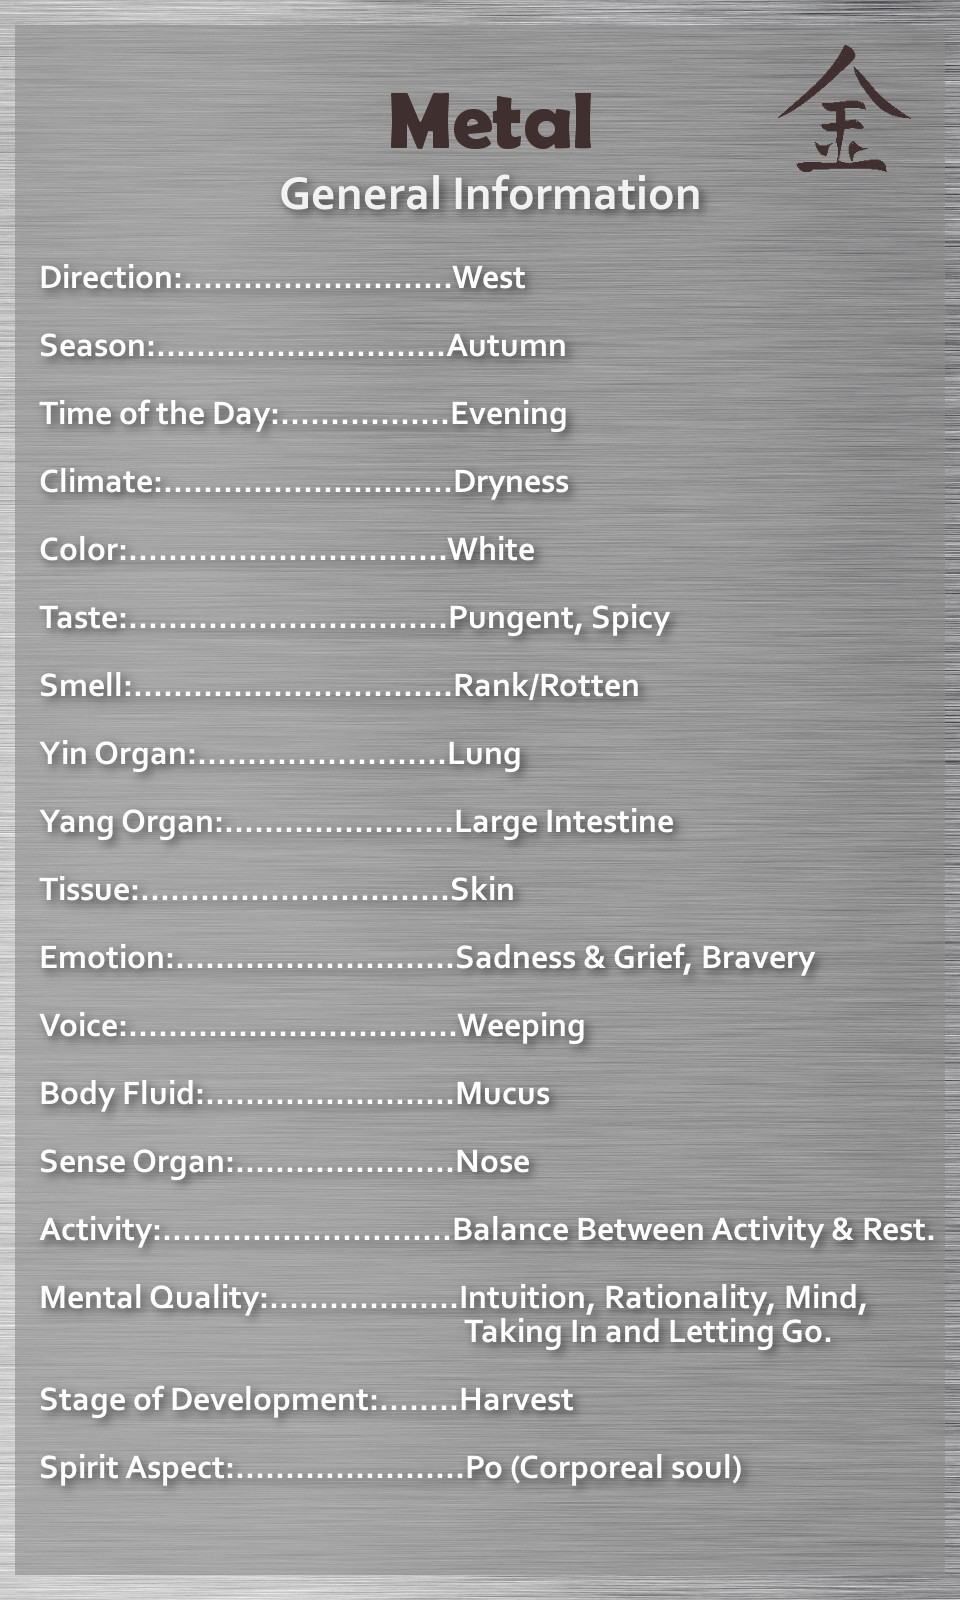 金
Metal
General Information
Direction:...........................West
Season:.............................Autumn
Time of the Day:.................Evening
Climate:.............................Dryness
Color:................................White
Taste:................................Pungent, Spicy
Smell:................................Rank/Rotten
Yin Organ:.........................Lung
Yang Organ:.......................Large Intestine
Tissue:...............................Skin
Emotion:............................Sadness & Grief, Bravery
Voice:.................................Weeping
Body Fluid:.........................Mucus
Sense Organ:......................Nose
Activity:.............................Balance Between Activity & Rest.
Mental Quality:...................Intuition, Rationality, Mind,
Taking In and Letting Go.
Stage of Development:........Harvest
Spirit Aspect:.......................Po (Corporeal soul)